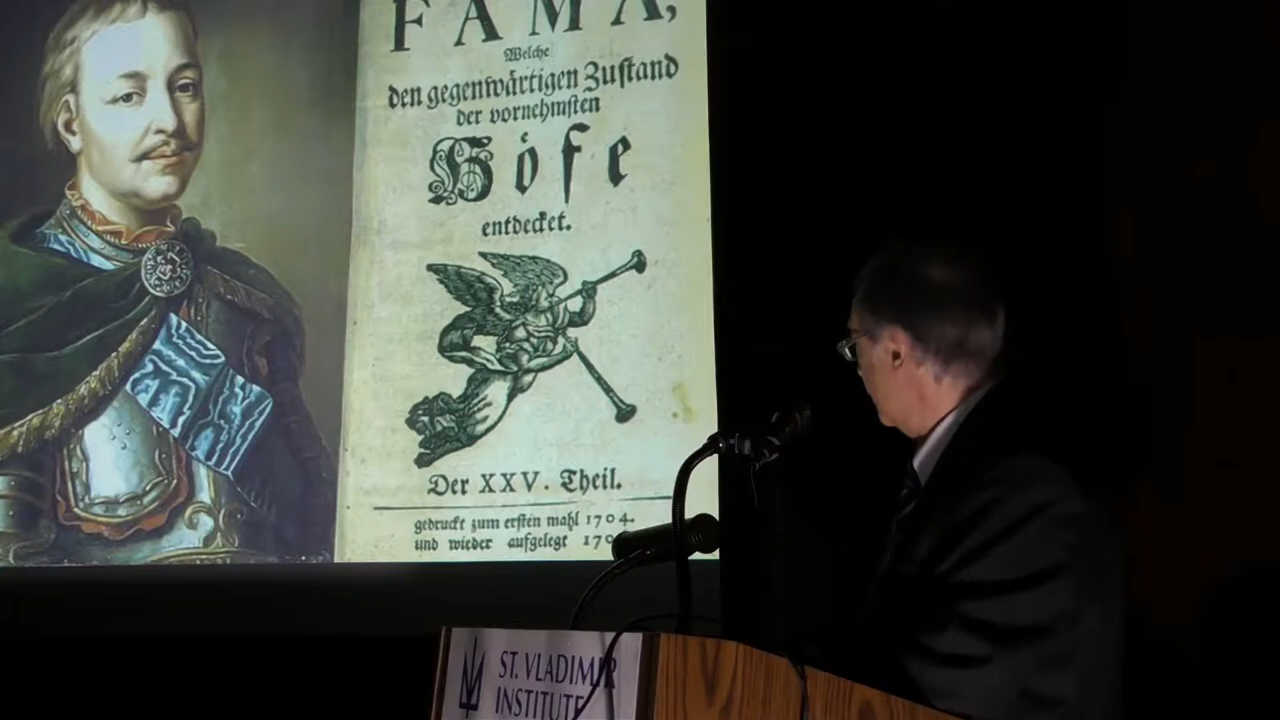 FAMA,
Welche
den gegenwärtigen Zustand
der vornehmsten
Höfe
entdecket.
Der XXV. Theil.
gedruckt zum ersten mahl 1704.
und wieder aufgelegt
ST. VLADIMIR
INSTITUTE